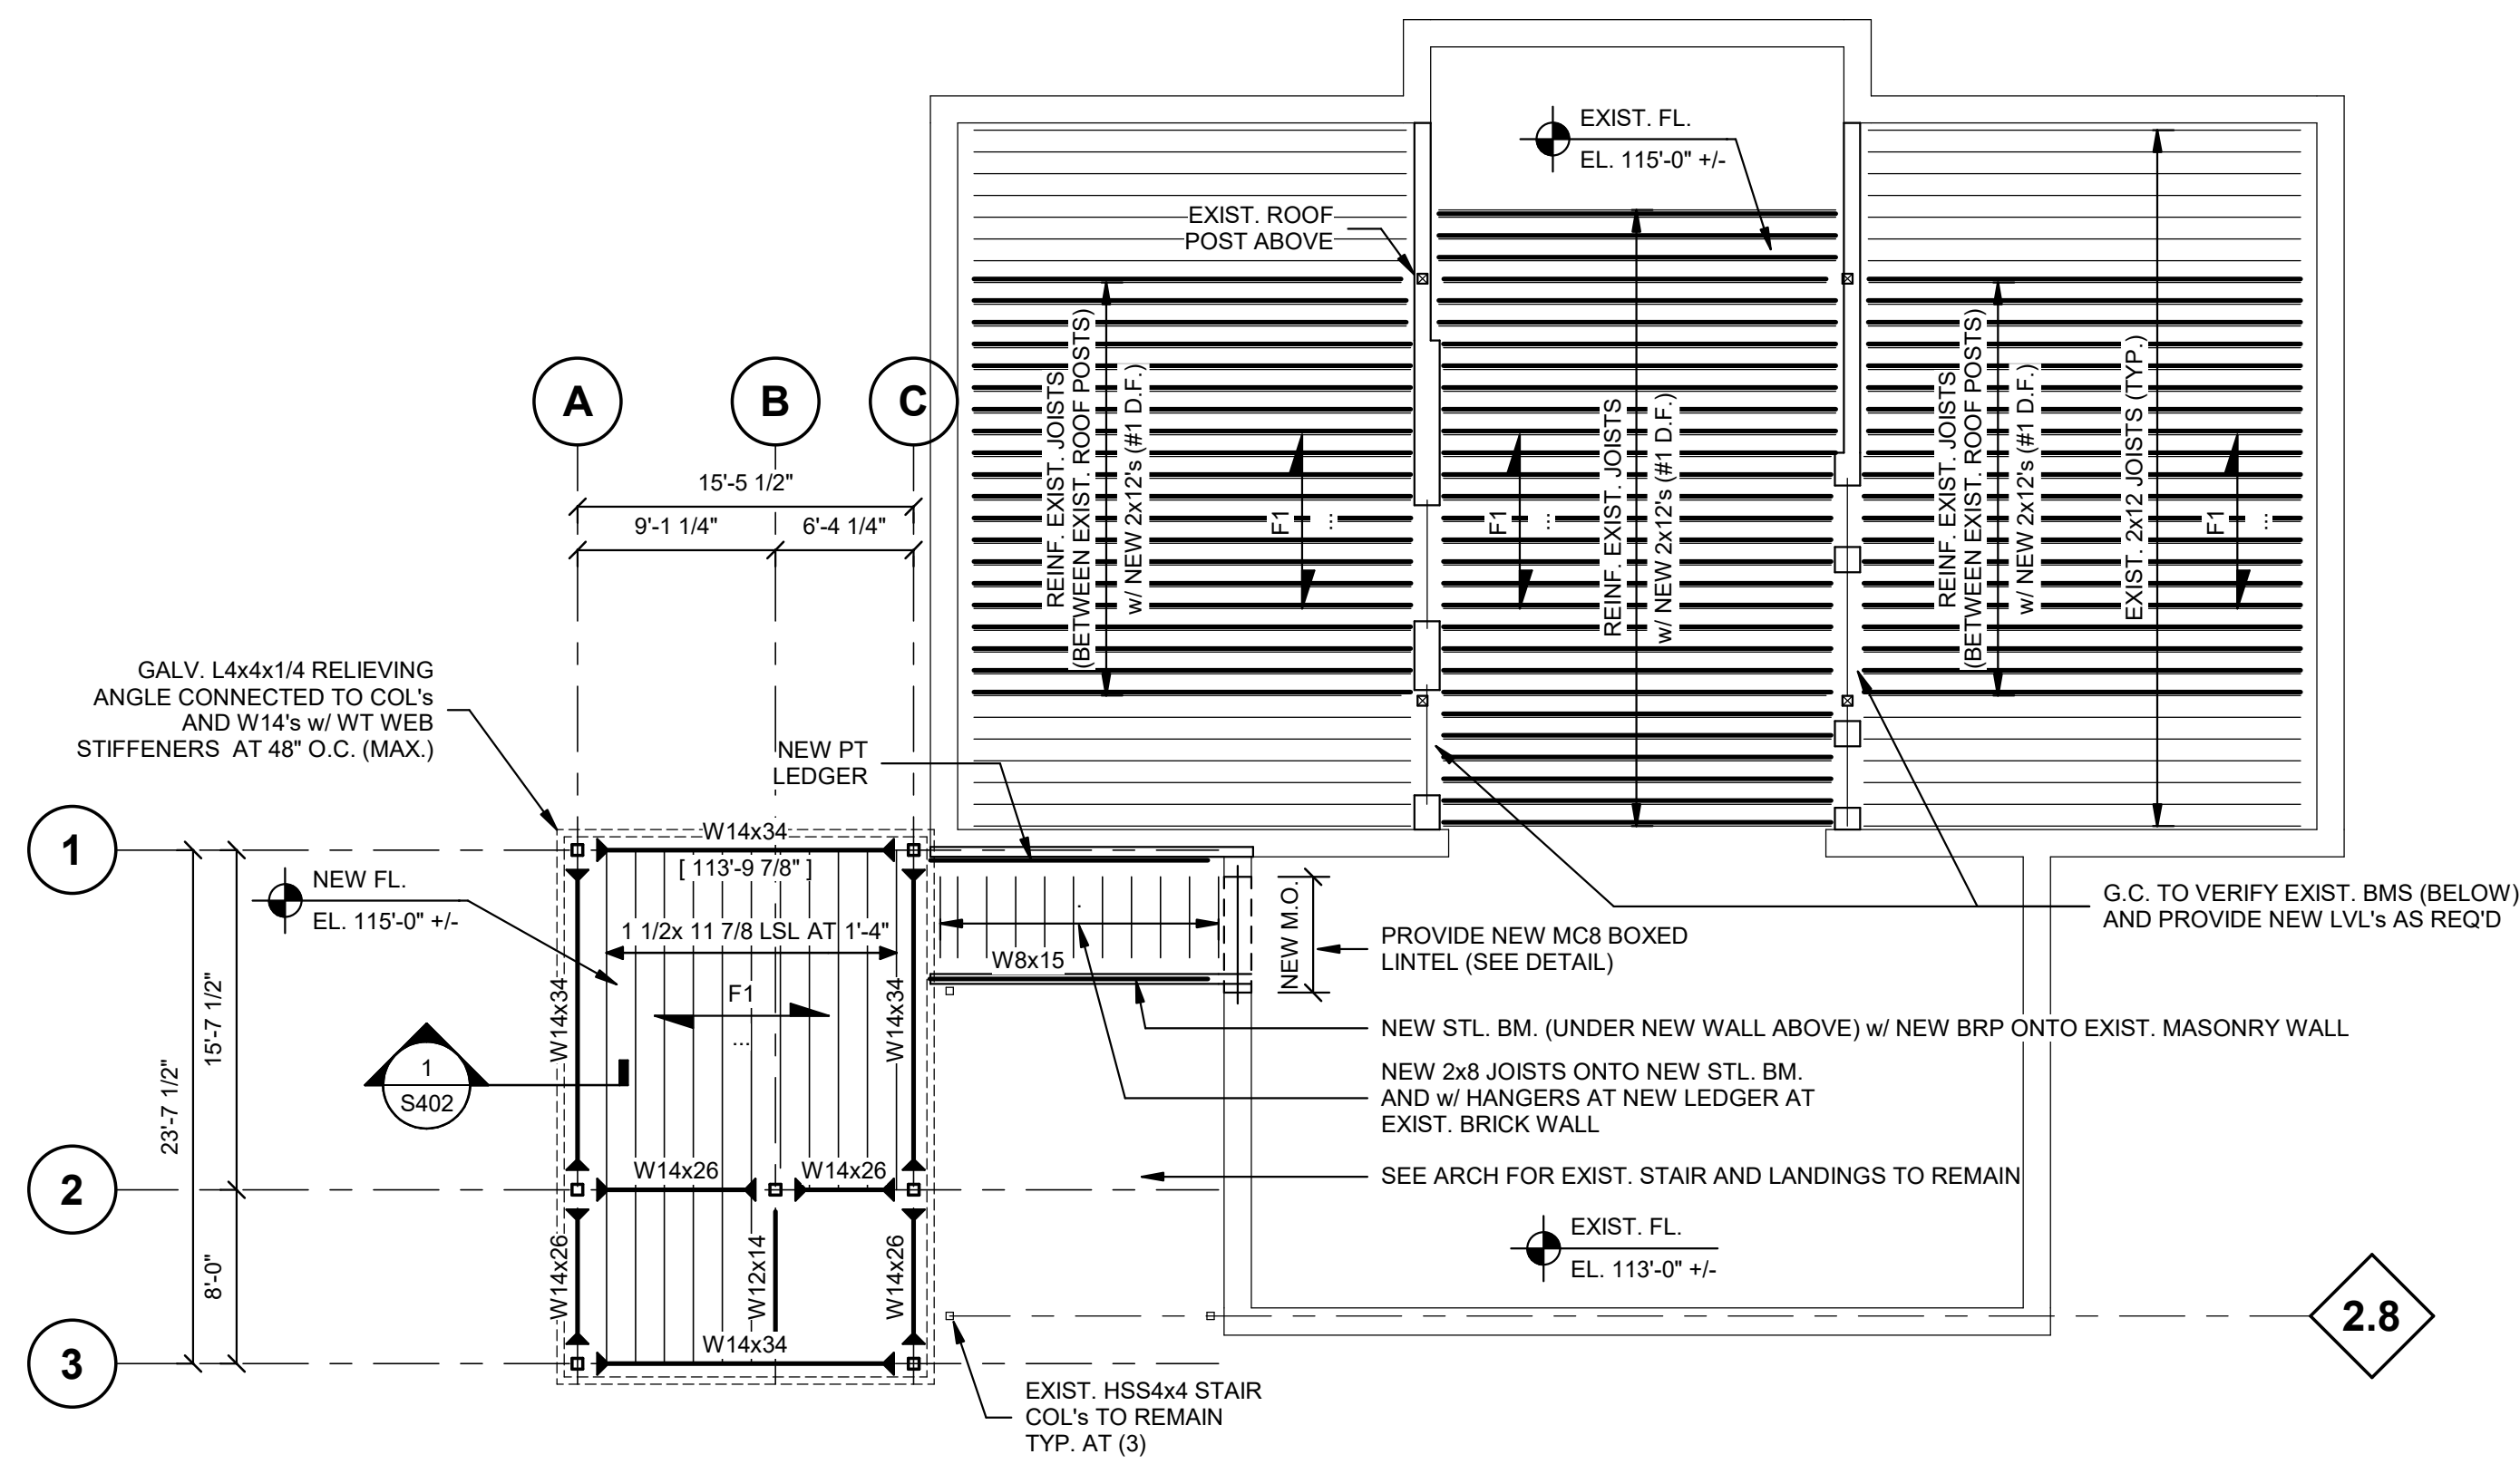 EXIST. FL.
EL. 115'-0" +/-
EXIST. ROOF
POST ABOVE
REINF. EXIST. JOISTS
(BETWEEN EXIST. ROOF POSTS)
w/ NEW 2x12's (#1 D.F.)
F1
...
F1
...
REINF. EXIST. JOISTS
w/ NEW 2x12's (#1 D.F.)
REINF. EXIST. JOISTS
(BETWEEN EXIST. ROOF POSTS)
w/ NEW 2x12's (#1 D.F.)
EXIST. 2x12 JOISTS (TYP.)
F1
...
A
B
C
15'-5 1/2"
9'-1 1/4"
6'-4 1/4"
GALV. L4x4x1/4 RELIEVING
ANGLE CONNECTED TO COL's
AND W14's w/ WT WEB
STIFFENERS AT 48" O.C. (MAX.)
NEW PT
LEDGER
1
W14x34
[ 113'-9 7/8" ]
NEW FL.
EL. 115'-0" +/-
1 1/2x 11 7/8 LSL AT 1'-4"
.
W8x15
NEW M.O.
G.C. TO VERIFY EXIST. BMS (BELOW)
AND PROVIDE NEW LVL's AS REQ'D
PROVIDE NEW MC8 BOXED
LINTEL (SEE DETAIL)
F1
...
W14x34
W14x34
23'-7 1/2"
15'-7 1/2"
NEW STL. BM. (UNDER NEW WALL ABOVE) w/ NEW BRP ONTO EXIST. MASONRY WALL
1
S402
NEW 2x8 JOISTS ONTO NEW STL. BM.
AND w/ HANGERS AT NEW LEDGER AT
EXIST. BRICK WALL
W14x26
W14x26
SEE ARCH FOR EXIST. STAIR AND LANDINGS TO REMAIN
2
8'-0"
W14x26
W12x14
W14x26
EXIST. FL.
EL. 113'-0" +/-
2.8
W14x34
3
EXIST. HSS4x4 STAIR
COL's TO REMAIN
TYP. AT (3)